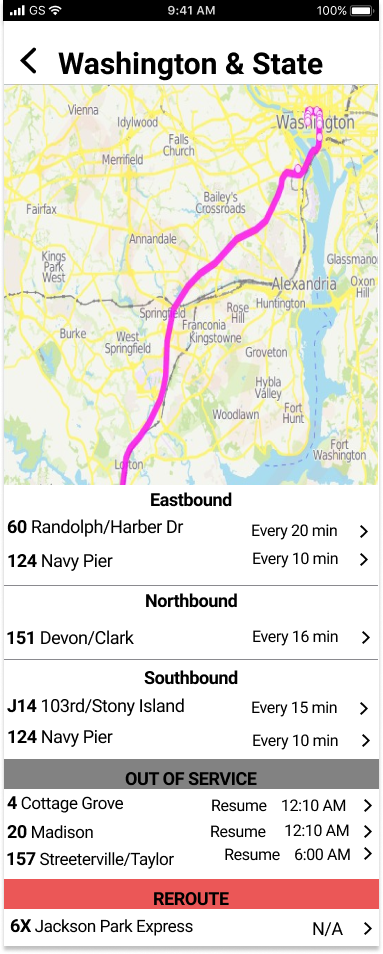 GS 9:41 AM 100%
Washington & State
Vienna
Idylwood
Washington
Falls
Church
Merrifield
Bailey's
Crossroads
Fairfax
Annandale
Kings
Park
West
Glassmano
Alexandria
Oxon
Hill
Huntington
Springfield
Rose
Hill
Franconia
Burke
West
Springfield
Kingstowne
Groveton
Hybla
Valley
Woodlawn
Fort
Hunt
Fort
Washington
Lorton
Eastbound
60 Randolph/Harber Dr Every 20 min
124 Navy Pier Every 10 min
Northbound
151 Devon/Clark Every 16 min
Southbound
J14 103rd/Stony Island Every 15 min
124 Navy Pier Every 10 min
OUT OF SERVICE
4 Cottage Grove Resume 12:10 AM
20 Madison Resume 12:10 AM
157 Streeterville/Taylor Resume 6:00 AM
REROUTE
6X Jackson Park Express N/A